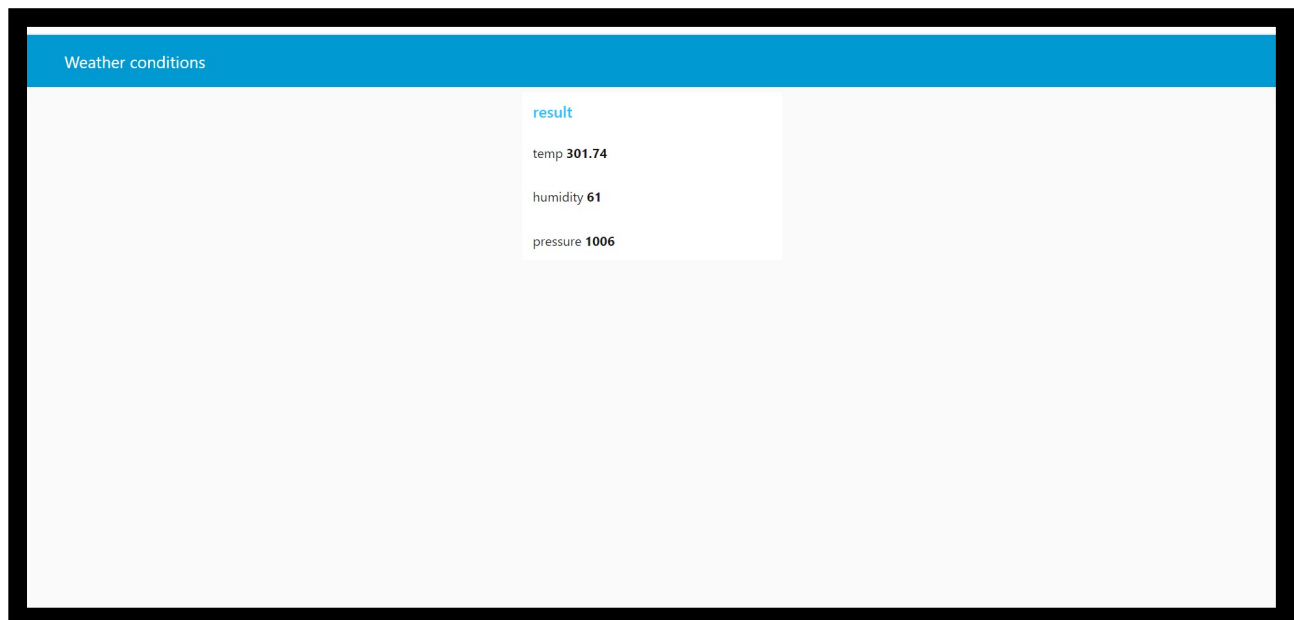 Weather conditions
result
temp 301.74
humidity 61
pressure 1006